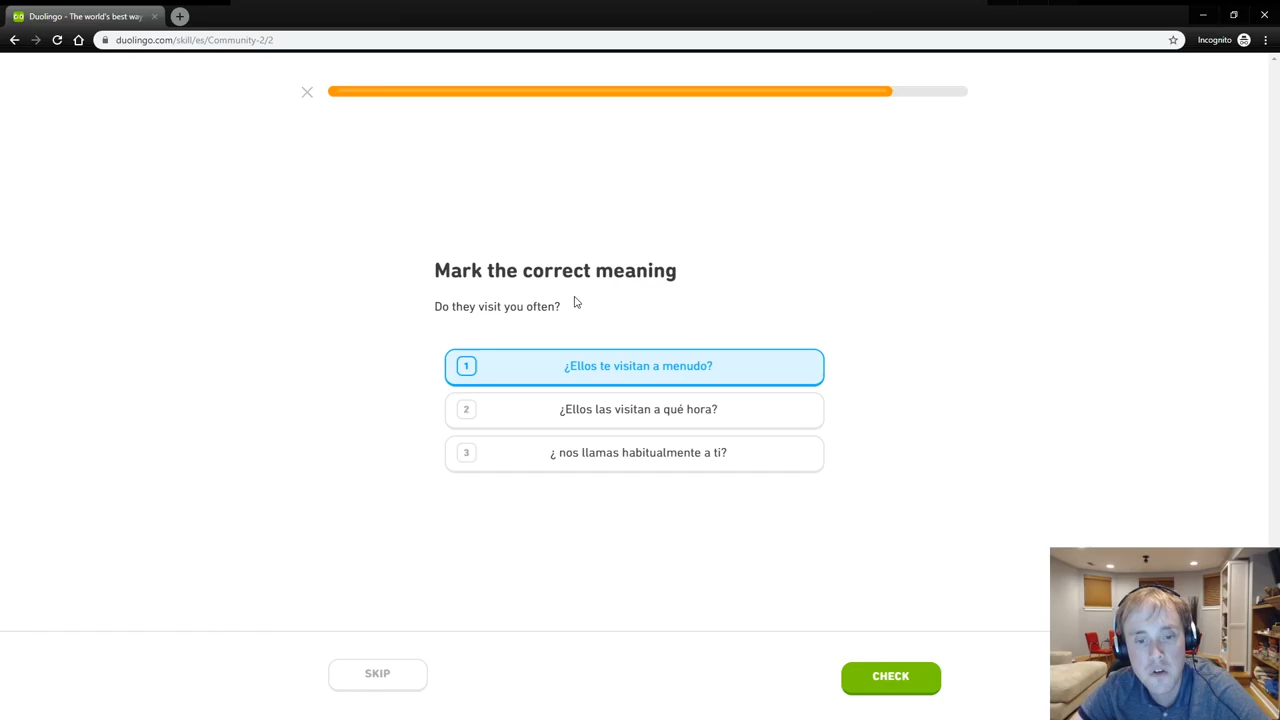 Duolingo - The world's best way
duolingo.com/skill/es/Community-2/2
Incognito
Mark the correct meaning
Do they visit you often?
1 ¿Ellos te visitan a menudo?
2 ¿Ellos las visitan a qué hora?
3 ¿ nos llamas habitualmente a ti?
SKIP
CHECK